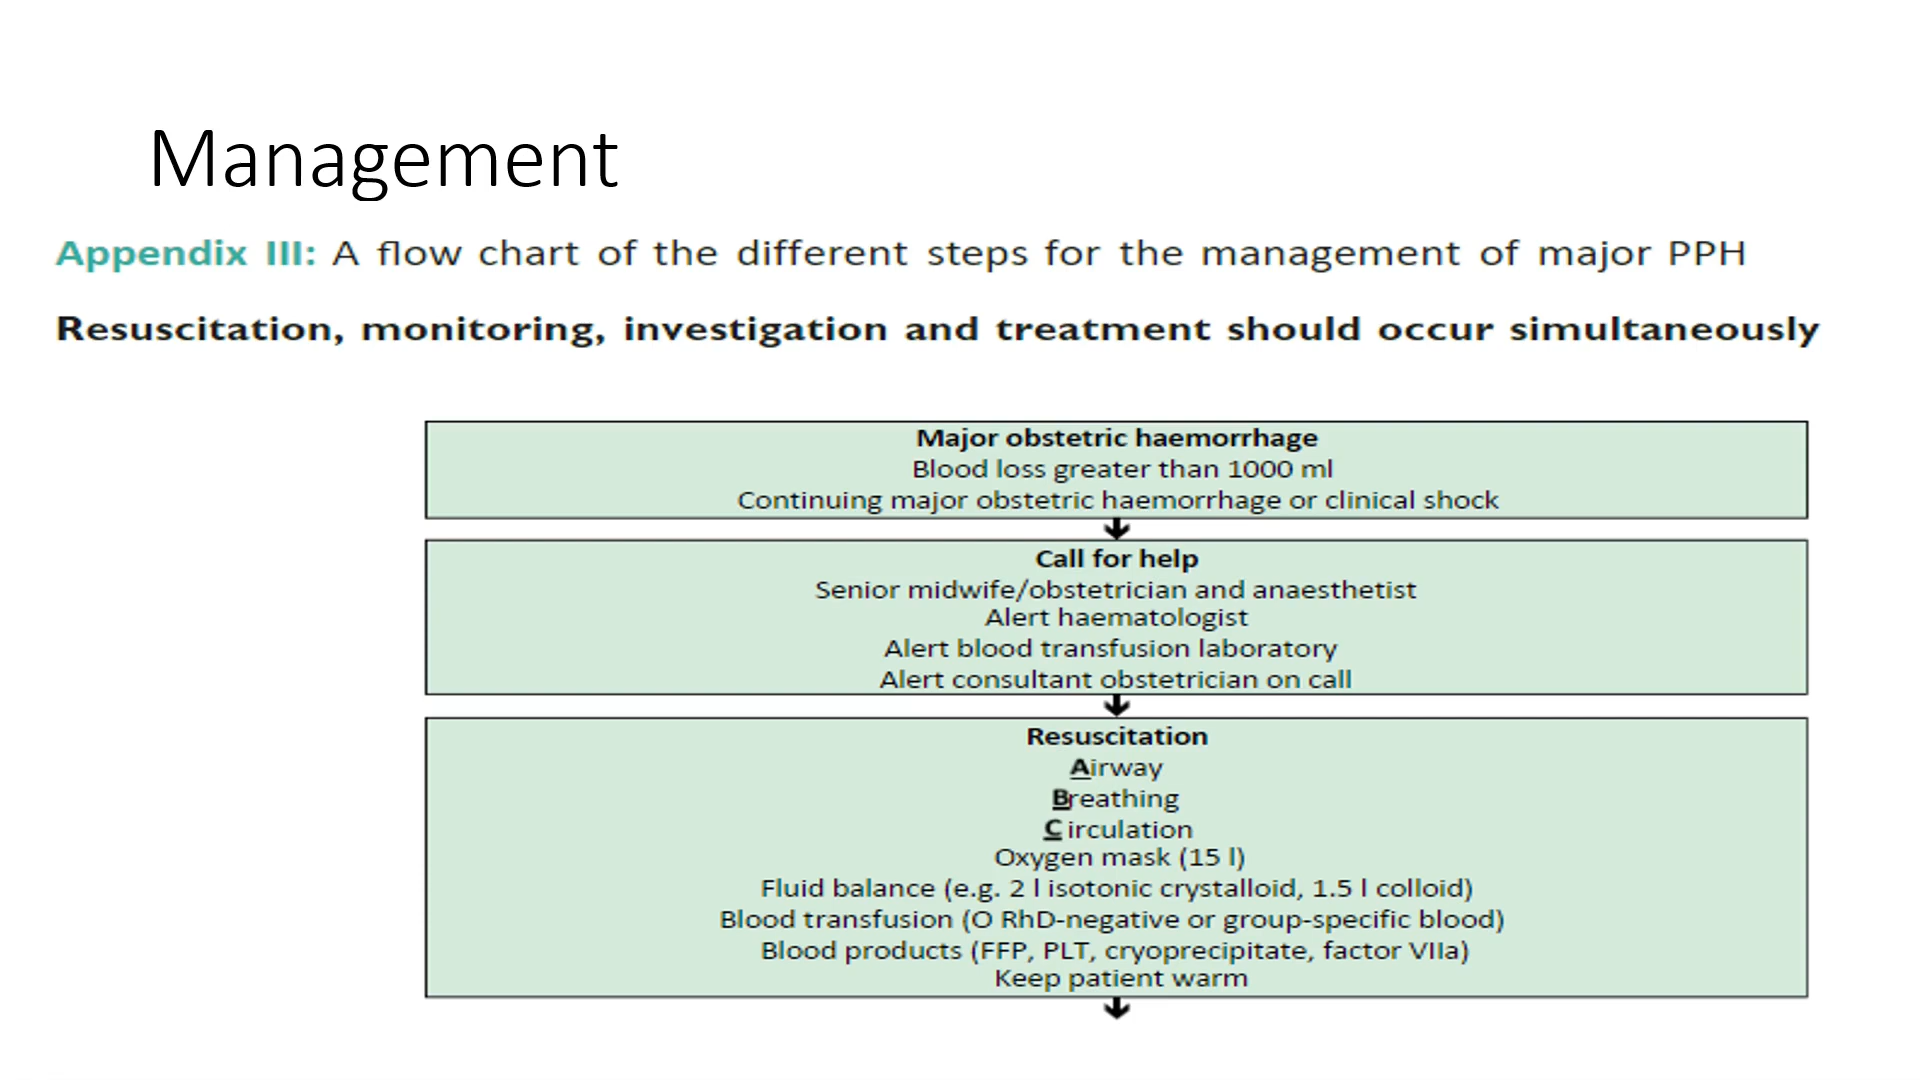 Management
Appendix III: A flow chart of the different steps for the management of major PPH
Resuscitation, monitoring, investigation and treatment should occur simultaneously
Major obstetric haemorrhage
Blood loss greater than 1000 ml
Continuing major obstetric haemorrhage or clinical shock
Call for help
Senior midwife/obstetrician and anaesthetist
Alert haematologist
Alert blood transfusion laboratory
Alert consultant obstetrician on call
Resuscitation
Airway
Breathing
Circulation
Oxygen mask (15 l)
Fluid balance (e.g. 2 l isotonic crystalloid, 1.5 l colloid)
Blood transfusion (O RhD-negative or group-specific blood)
Blood products (FFP, PLT, cryoprecipitate, factor VIIa)
Keep patient warm